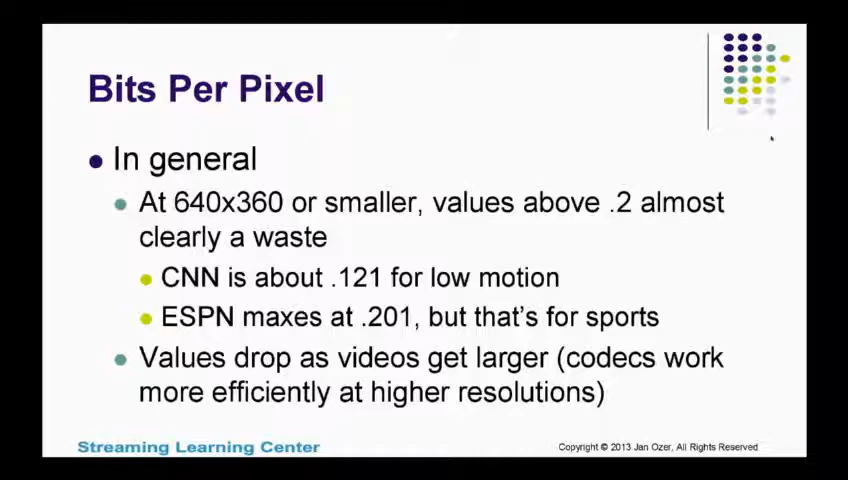 Bits Per Pixel
In general
At 640x360 or smaller, values above .2 almost
clearly a waste
CNN is about .121 for low motion
ESPN maxes at .201, but that's for sports
Values drop as videos get larger (codecs work
more efficiently at higher resolutions)
Streaming Learning Center
Copyright © 2013 Jan Ozer, All Rights Reserved